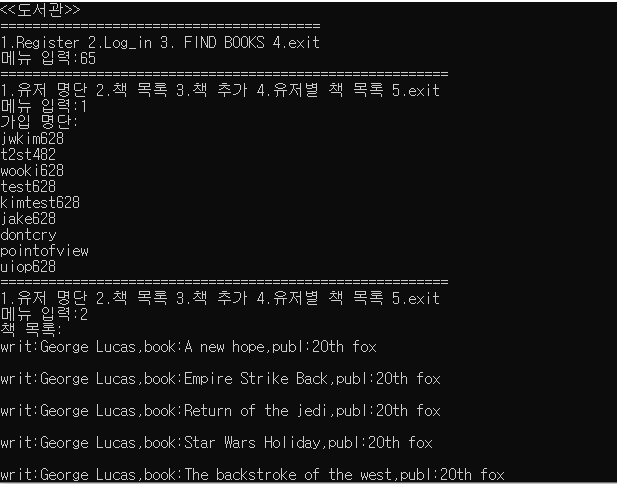 <<도서관>>
========================================
1.Register 2.Log_in 3. FIND BOOKS 4.exit
메뉴 입력:65
========================================================
1.유저 명단 2.책 목록 3.책 추가 4.유저별 책 목록 5.exit
메뉴 입력:1
가입 명단:
jwkim628
t2st482
wooki628
test628
kimtest628
jake628
dontcry
pointofview
uiop628
========================================================
1.유저 명단 2.책 목록 3.책 추가 4.유저별 책 목록 5.exit
메뉴 입력:2
책 목록:
writ:George Lucas,book:A new hope,publ:20th fox
writ:George Lucas,book:Empire Strike Back,publ:20th fox
writ:George Lucas,book:Return of the jedi,publ:20th fox
writ:George Lucas,book:Star Wars Holiday,publ:20th fox
writ:George Lucas,book:The backstroke of the west,publ:20th fox